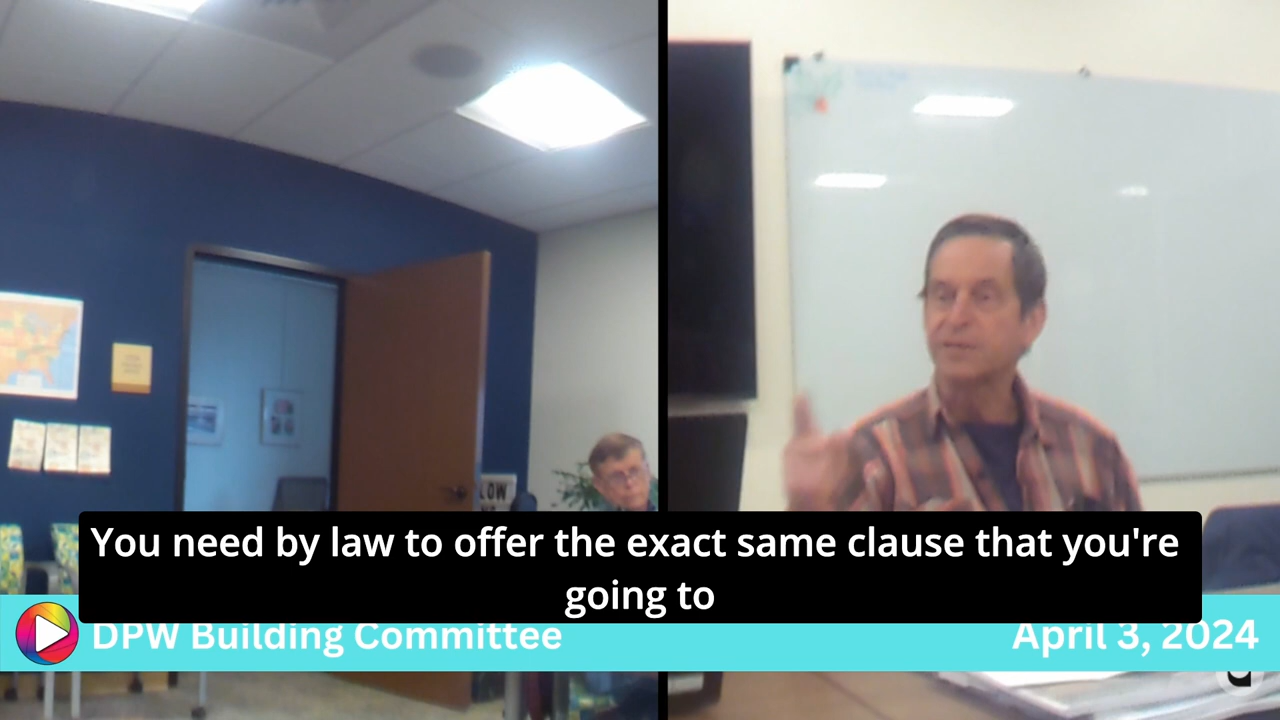 LOW
You need by law to offer the exact same clause that you're
going to
DPW Building Committee
April 3, 2024